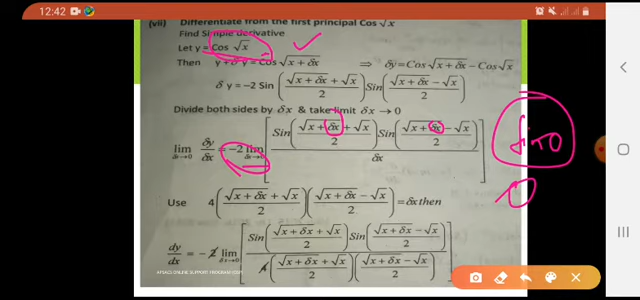 12:42
(vii) Differentiate from the first principal Cos √x
Find Simple derivative
Let y = Cos √x
Then y+δy = Cos √(x + δx) ⇒ δy=Cos√(x + δx) − Cos√x
δ y = −2 Sin ((√(x + δx) + √x)/2) Sin ((√(x + δx) − √x)/2)
Divide both sides by δx & take limit δx → 0
lim δx→0 δy/δx = −2 lim δx→0 [ Sin ((√(x + δx) + √x)/2) Sin ((√(x + δx) − √x)/2) / δx ]
Use 4 ((√(x + δx) + √x)/2) ((√(x + δx) − √x)/2) = δx then
dy/dx = −2 lim δx→0 [ Sin ((√(x + δx) + √x)/2) Sin ((√(x + δx) − √x)/2) / 4 ((√(x + δx) + √x)/2) ((√(x + δx) − √x)/2) ]
APSACS ONLINE SUPPORT PROGRAM